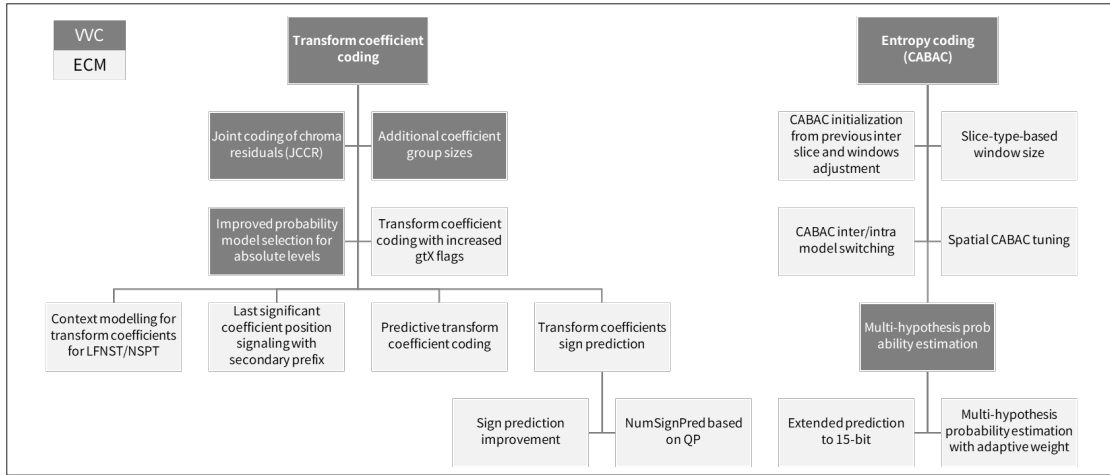 VVC
ECM
Transform coefficient
coding
Entropy coding
(CABAC)
Joint coding of chroma
residuals (JCCR)
Additional coefficient
group sizes
CABAC initialization
from previous inter
slice and windows
adjustment
Slice-type-based
window size
Improved probability
model selection for
absolute levels
Transform coefficient
coding with increased
gtX flags
CABAC inter/intra
model switching
Spatial CABAC tuning
Context modelling for
transform coefficients
for LFNST/NSPT
Last significant
coefficient position
signaling with
secondary prefix
Predictive transform
coefficient coding
Transform coefficients
sign prediction
Multi-hypothesis prob
ability estimation
Sign prediction
improvement
NumSignPred based
on QP
Extended prediction
to 15-bit
Multi-hypothesis
probability estimation
with adaptive weight